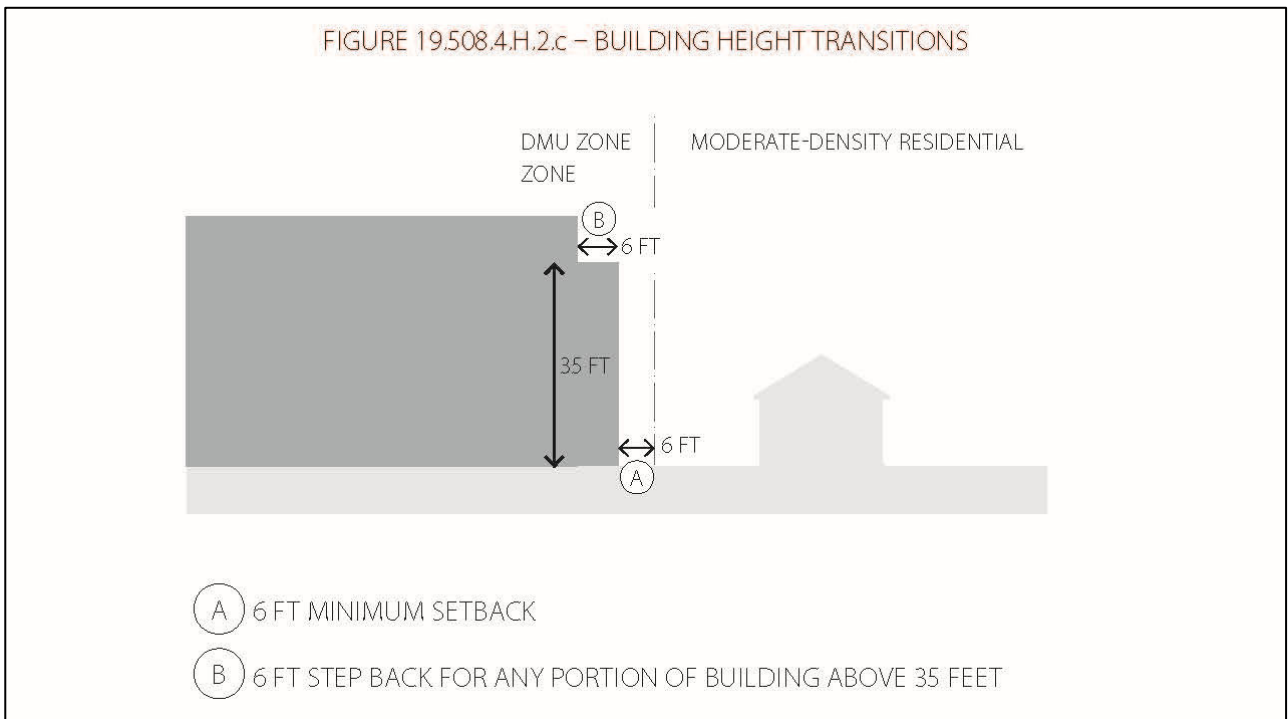 FIGURE 19.508.4.H.2.c – BUILDING HEIGHT TRANSITIONS
DMU ZONE
ZONE
MODERATE-DENSITY RESIDENTIAL
B
6 FT
35 FT
6 FT
A
A 6 FT MINIMUM SETBACK
B 6 FT STEP BACK FOR ANY PORTION OF BUILDING ABOVE 35 FEET